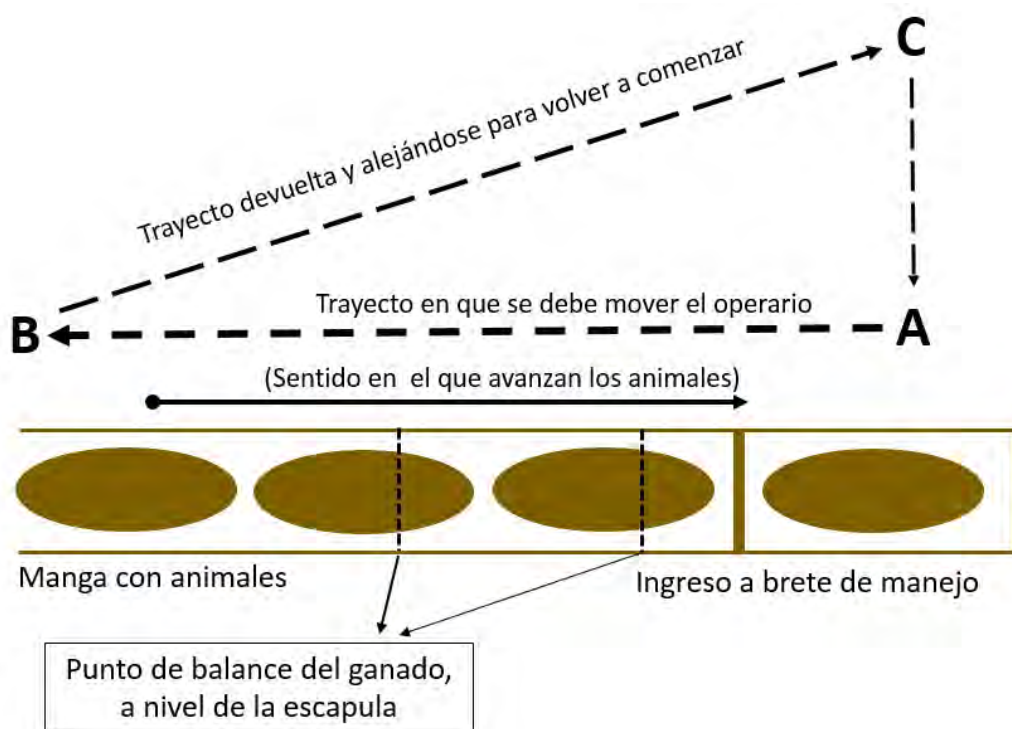 C
Trayecto devuelta y alejándose para volver a comenzar
Trayecto en que se debe mover el operario
B
A
(Sentido en el que avanzan los animales)
Manga con animales
Ingreso a brete de manejo
Punto de balance del ganado,
a nivel de la escapula